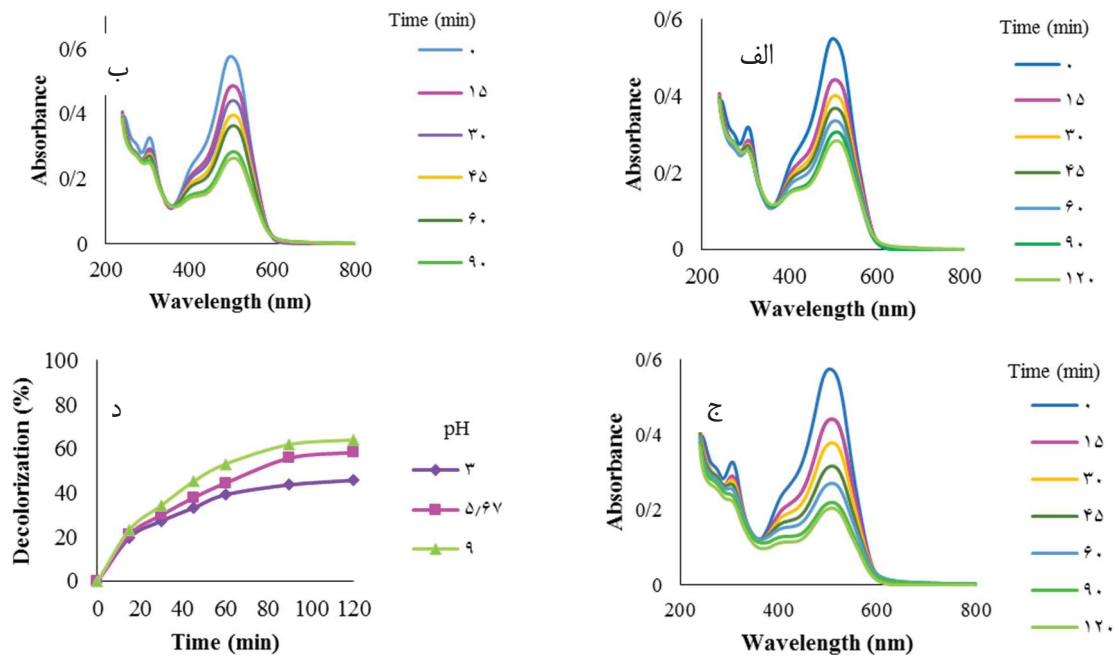 الف
Time (min)
۰
۱۵
۳۰
۴۵
۶۰
۹۰
۱۲۰
Absorbance
0/6
0/4
0/2
0
200 400 600 800
Wavelength (nm)
ب
Time (min)
۰
۱۵
۳۰
۴۵
۶۰
۹۰
Absorbance
0/6
0/4
0/2
0
200 400 600 800
Wavelength (nm)
ج
Time (min)
۰
۱۵
۳۰
۴۵
۶۰
۹۰
۱۲۰
Absorbance
0/6
0/4
0/2
0
200 400 600 800
Wavelength (nm)
د
pH
۳
۵٫۶۷
۹
Decolorization (%)
100
80
60
40
20
0
0 20 40 60 80 100 120
Time (min)